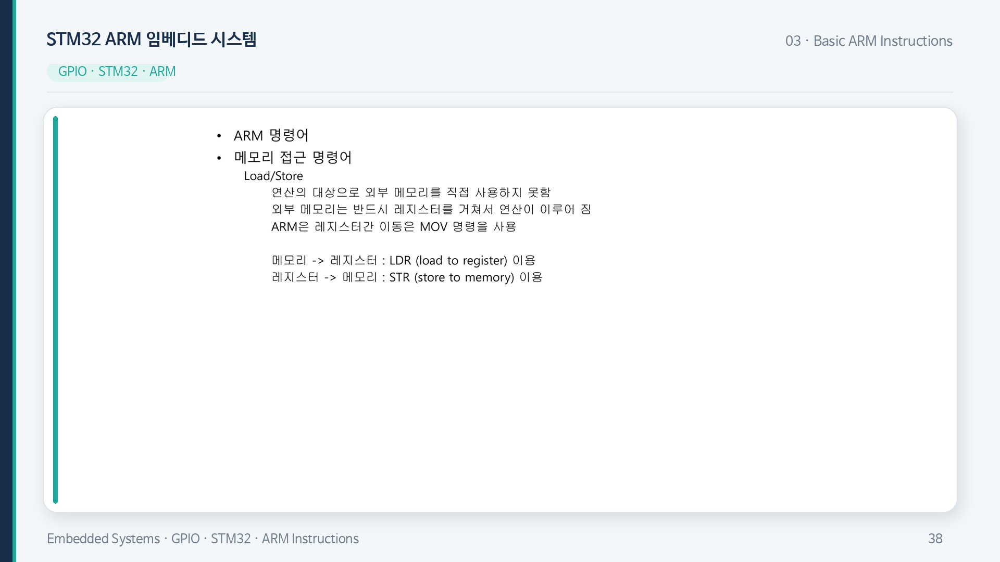 STM32 ARM 임베디드 시스템
03 · Basic ARM Instructions
GPIO · STM32 · ARM
• ARM 명령어
• 메모리 접근 명령어
Load/Store
연산의 대상으로 외부 메모리를 직접 사용하지 못함
외부 메모리는 반드시 레지스터를 거쳐서 연산이 이루어 짐
ARM은 레지스터간 이동은 MOV 명령을 사용
메모리 -> 레지스터 : LDR (load to register) 이용
레지스터 -> 메모리 : STR (store to memory) 이용
Embedded Systems · GPIO · STM32 · ARM Instructions
38